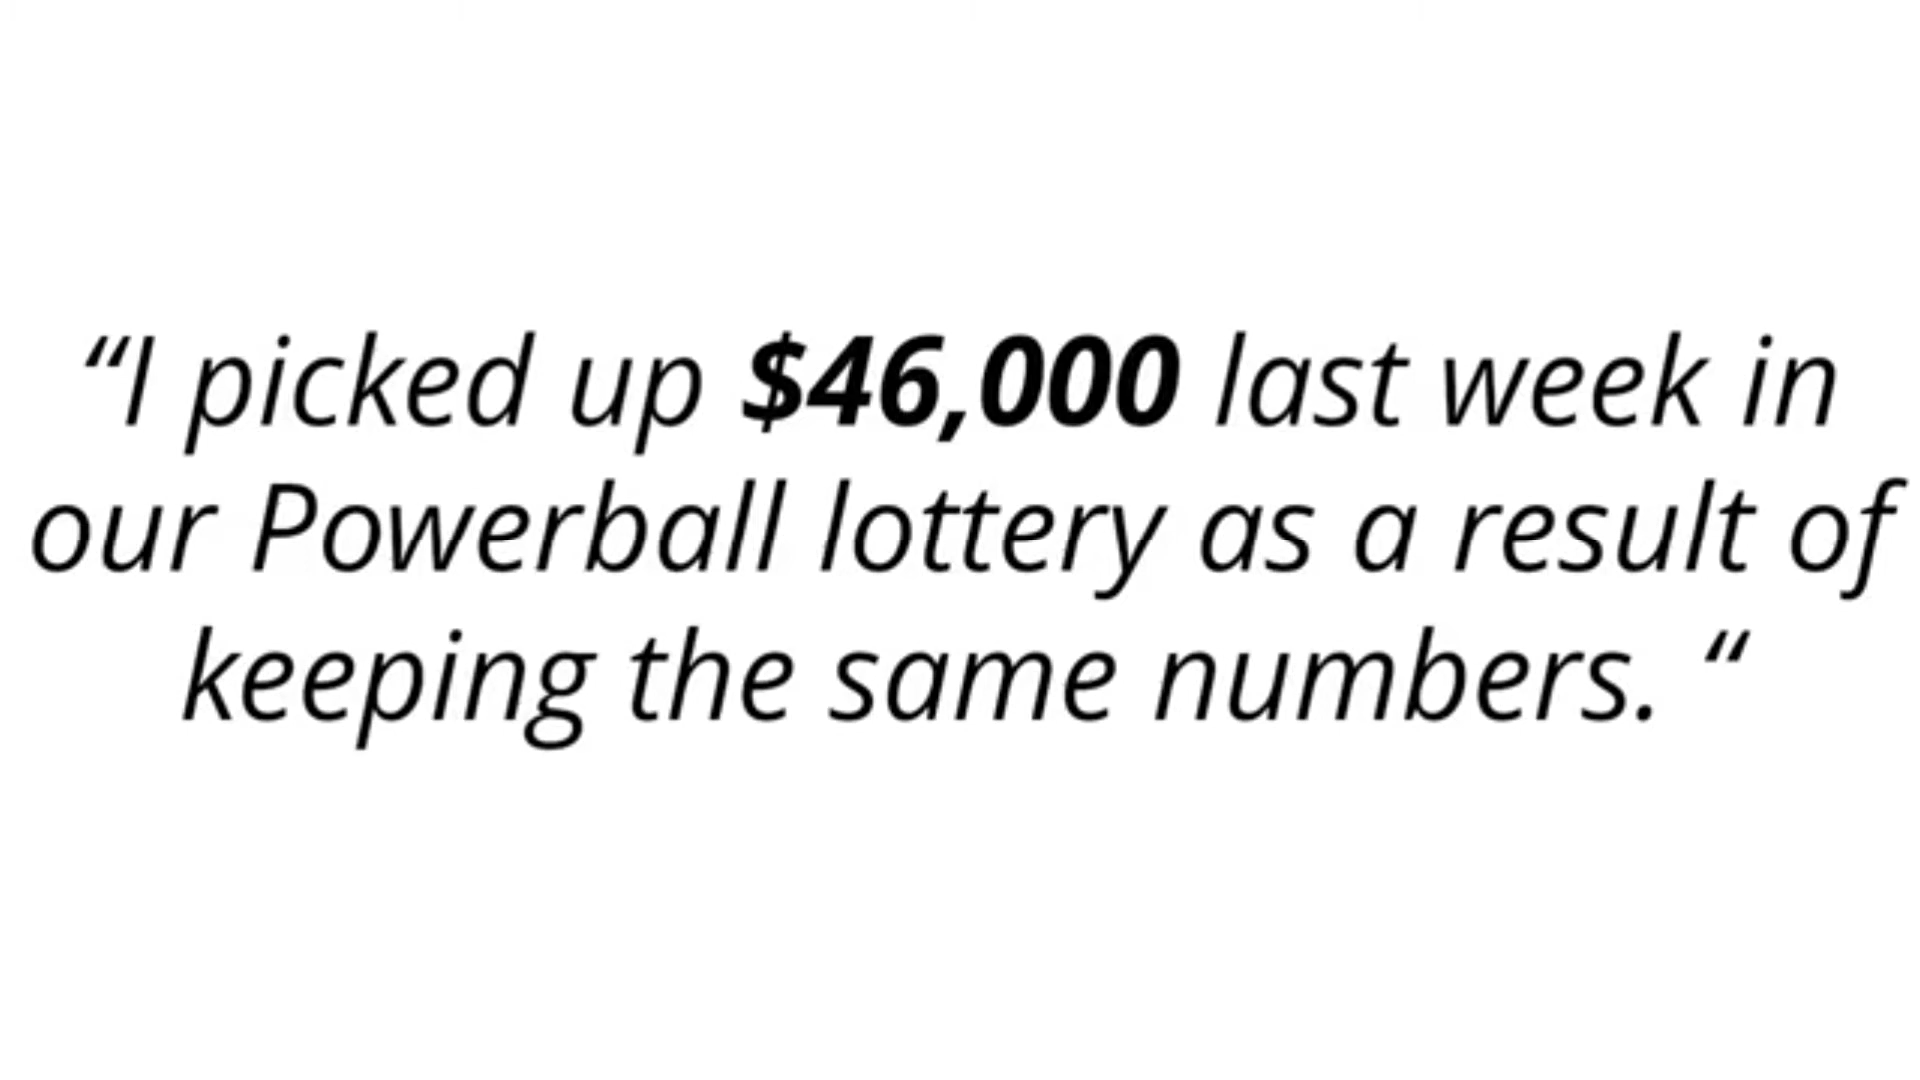 “I picked up $46,000 last week in
our Powerball lottery as a result of
keeping the same numbers. “